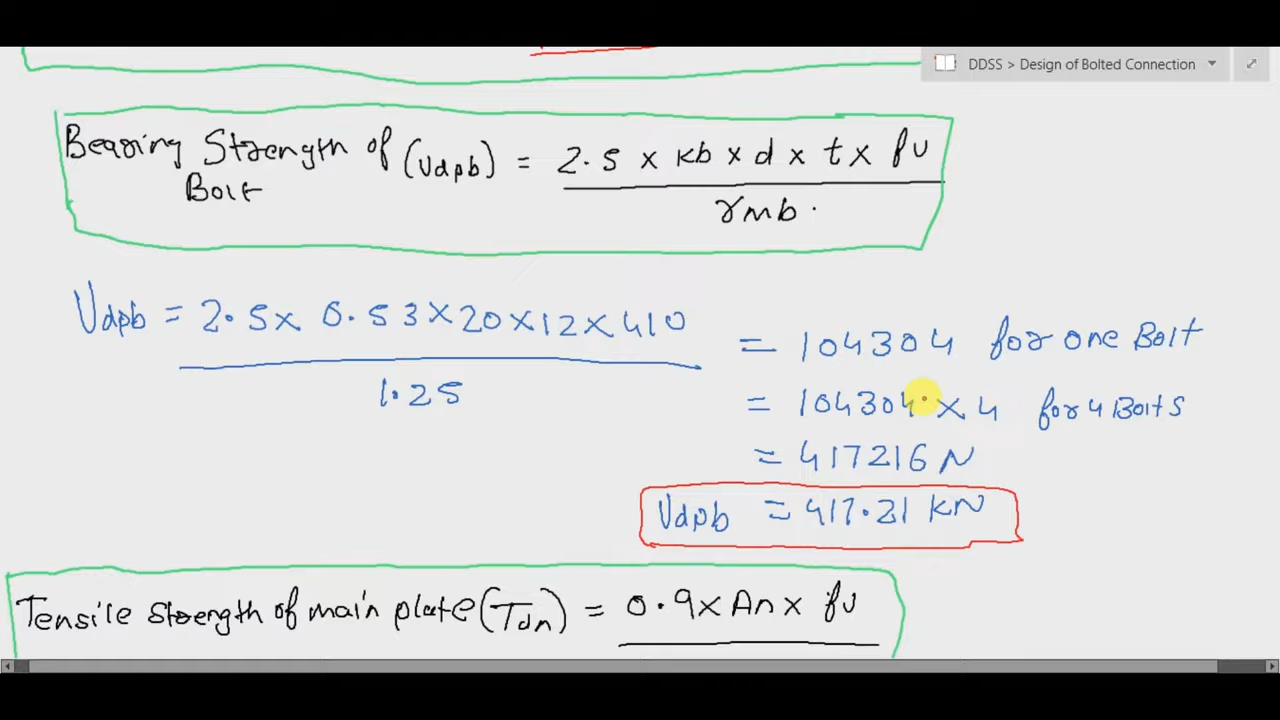 DDSS > Design of Bolted Connection
Bearing Strength of (Vdpb) = 2.5 x kb x d x t x fu
Bolt
γmb.
Vdpb = 2.5x 0.53x20x12x410
1.25
= 104304 for one Bolt
= 104304 x 4 for 4 Bolts
= 417216 N
Vdpb = 417.21 KN
Tensile strength of main plate (Tdn) = 0.9x An x fu